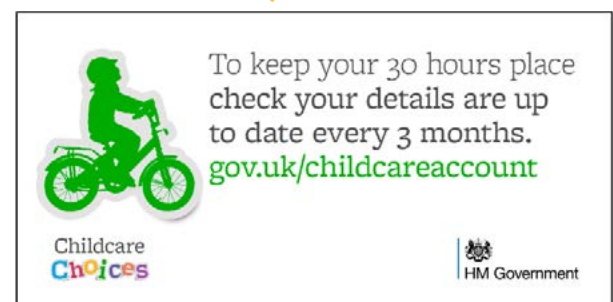 To keep your 30 hours place
check your details are up
to date every 3 months.
gov.uk/childcareaccount
Childcare
Choices
HM Government